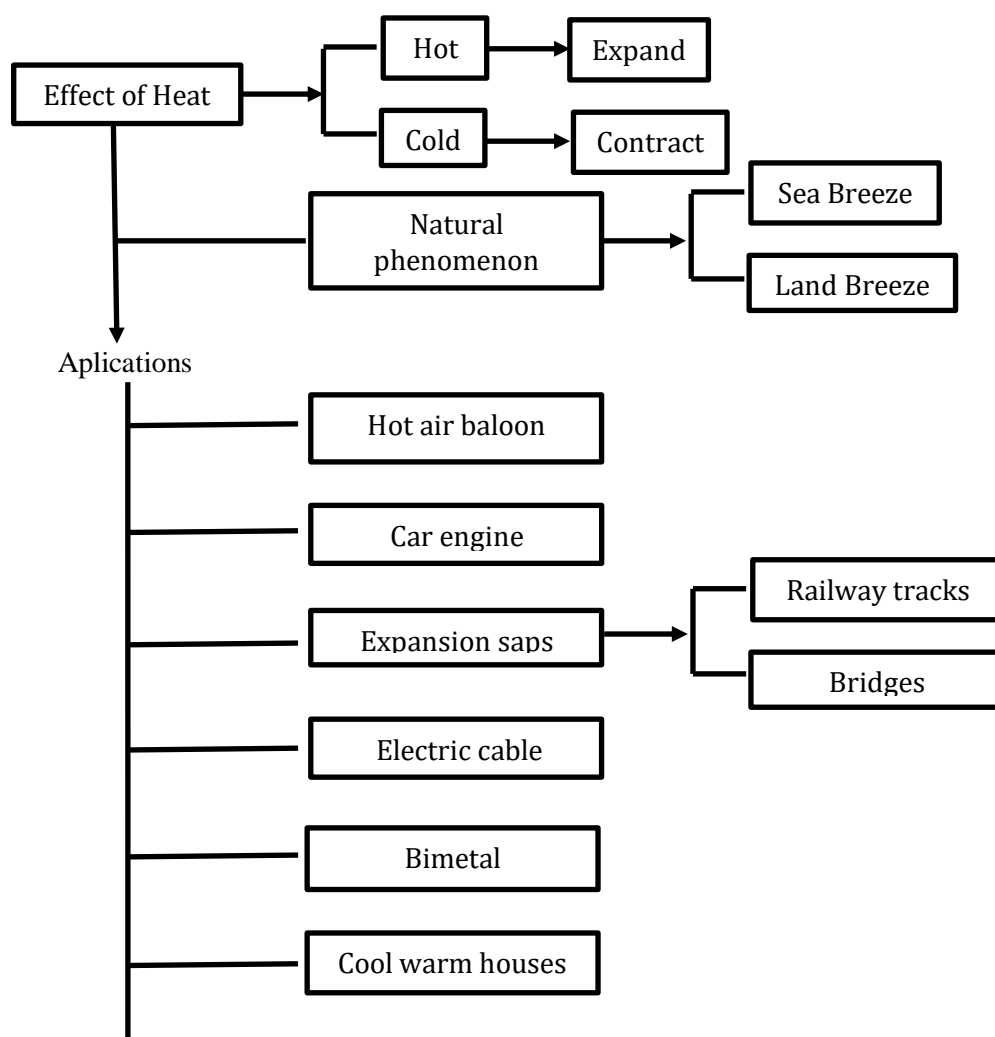 Hot
Expand
Effect of Heat
Cold
Contract
Sea Breeze
Natural
phenomenon
Land Breeze
Aplications
Hot air baloon
Car engine
Railway tracks
Expansion saps
Bridges
Electric cable
Bimetal
Cool warm houses